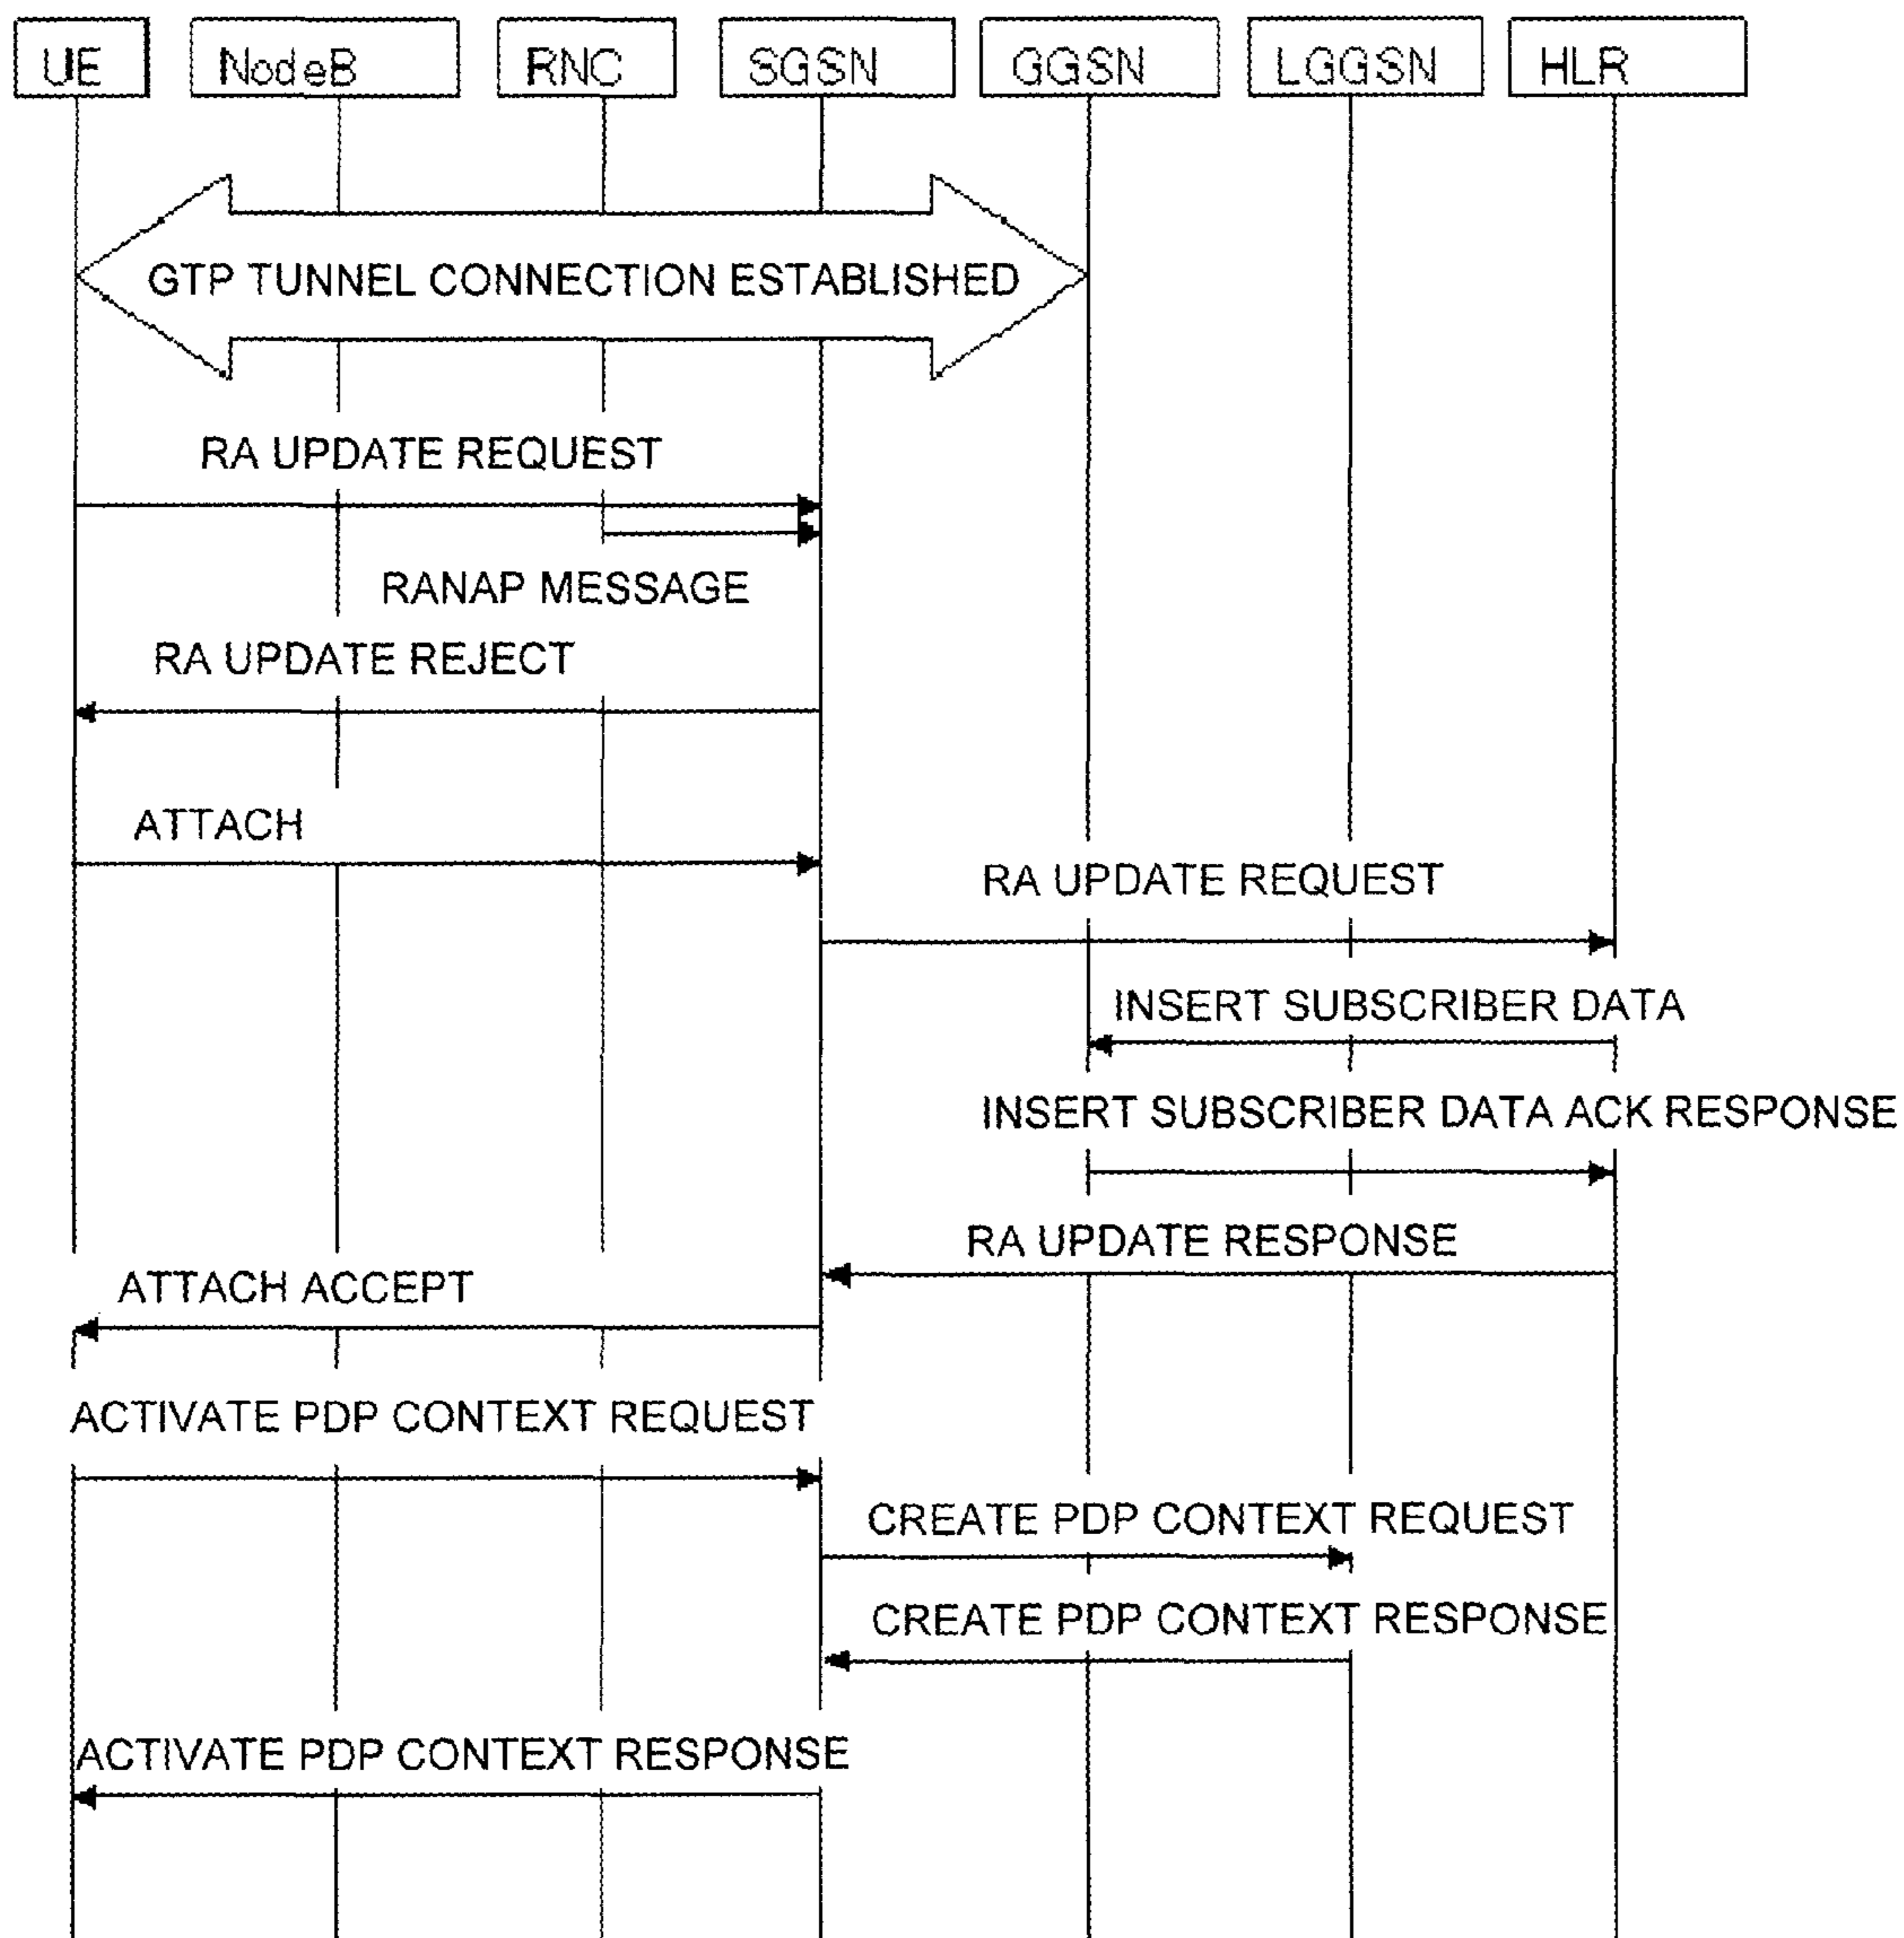 UE NodeB RNC SGSN GGSN LGGSN HLR
GTP TUNNEL CONNECTION ESTABLISHED
RA UPDATE REQUEST
RANAP MESSAGE
RA UPDATE REJECT
ATTACH
RA UPDATE REQUEST
INSERT SUBSCRIBER DATA
INSERT SUBSCRIBER DATA ACK RESPONSE
RA UPDATE RESPONSE
ATTACH ACCEPT
ACTIVATE PDP CONTEXT REQUEST
CREATE PDP CONTEXT REQUEST
CREATE PDP CONTEXT RESPONSE
ACTIVATE PDP CONTEXT RESPONSE